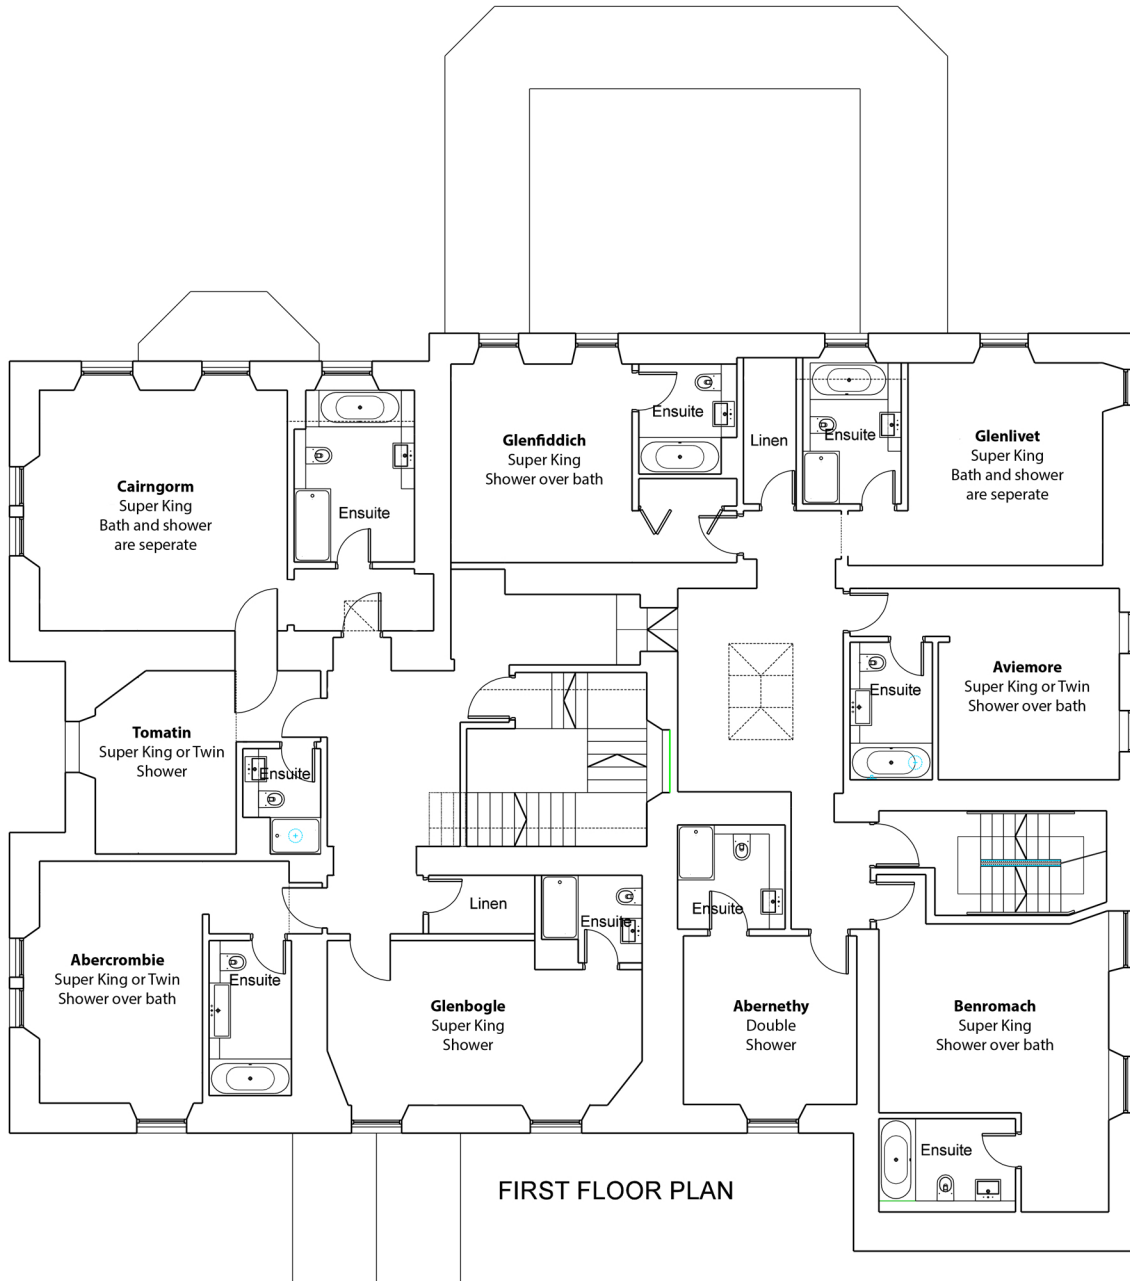 Ensuite
Glenfiddich
Super King
Shower over bath
Linen
Ensuite
Glenlivet
Super King
Bath and shower
are seperate
Cairngorm
Super King
Bath and shower
are seperate
Ensuite
Aviemore
Super King or Twin
Shower over bath
Ensuite
Tomatin
Super King or Twin
Shower
Ensuite
Linen
Ensuite
Ensuite
Abercrombie
Super King or Twin
Shower over bath
Ensuite
Glenbogle
Super King
Shower
Abernethy
Double
Shower
Benromach
Super King
Shower over bath
Ensuite
FIRST FLOOR PLAN